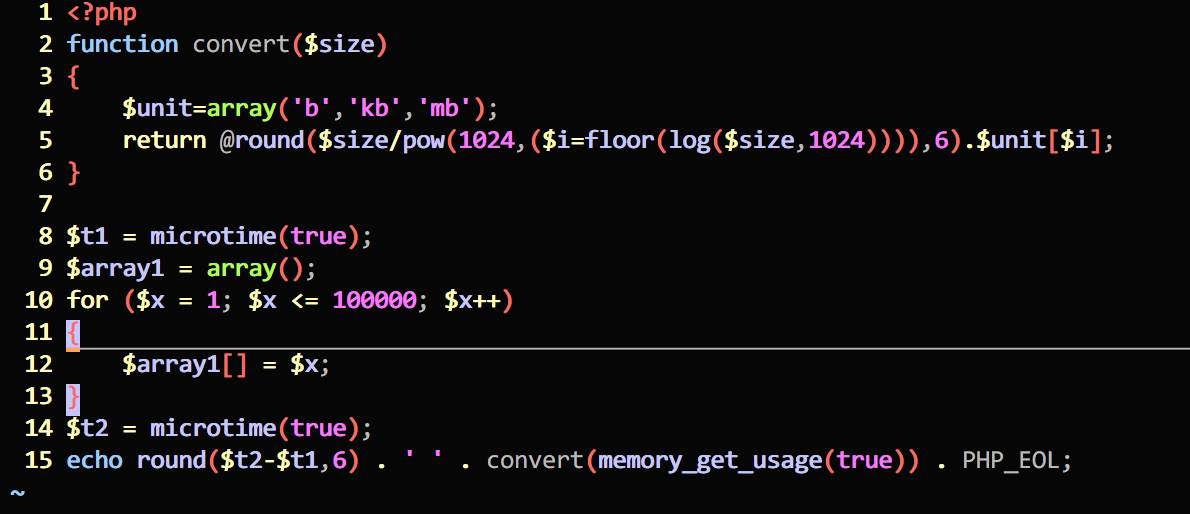 1 <?php
2 function convert($size)
3 {
4     $unit=array('b','kb','mb');
5     return @round($size/pow(1024,($i=floor(log($size,1024)))),6).$unit[$i];
6 }
7
8 $t1 = microtime(true);
9 $array1 = array();
10 for ($x = 1; $x <= 100000; $x++)
11 {
12     $array1[] = $x;
13 }
14 $t2 = microtime(true);
15 echo round($t2-$t1,6) . ' ' . convert(memory_get_usage(true)) . PHP_EOL;
~